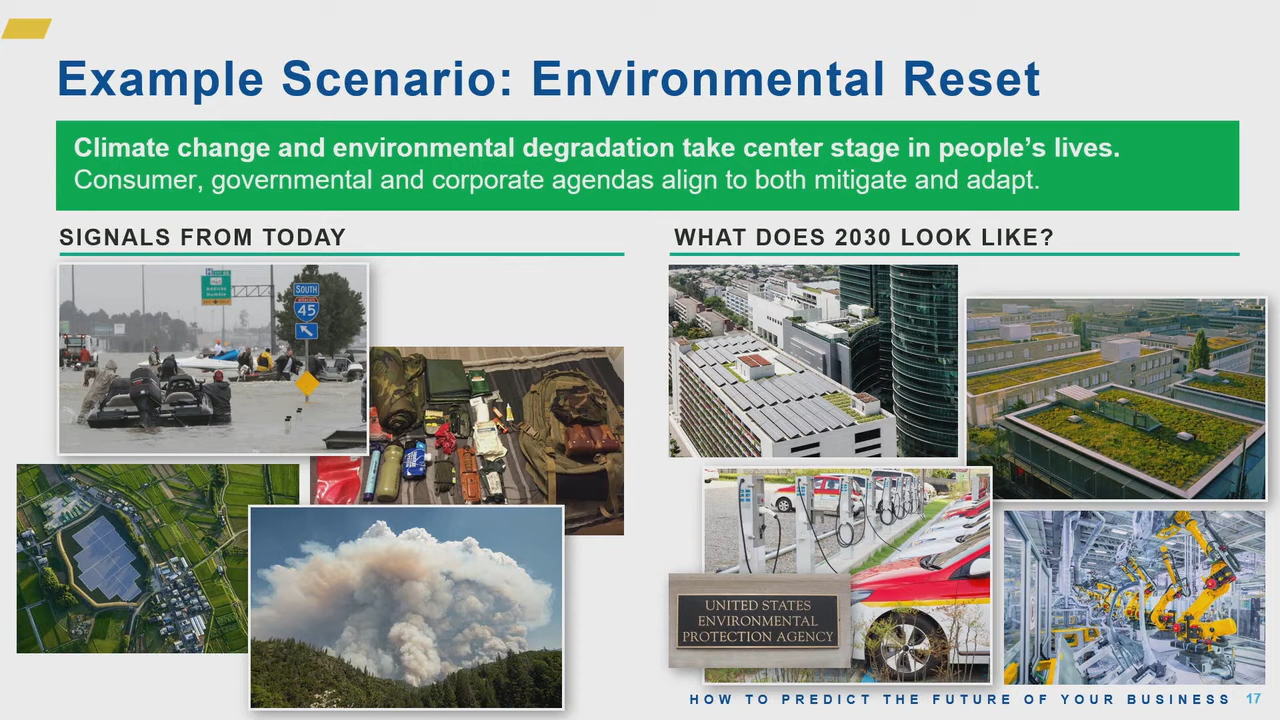 Example Scenario: Environmental Reset
Climate change and environmental degradation take center stage in people’s lives.
Consumer, governmental and corporate agendas align to both mitigate and adapt.
SIGNALS FROM TODAY
SOUTH
45
WHAT DOES 2030 LOOK LIKE?
UNITED STATES
ENVIRONMENTAL
PROTECTION AGENCY
HOW TO PREDICT THE FUTURE OF YOUR BUSINESS 17